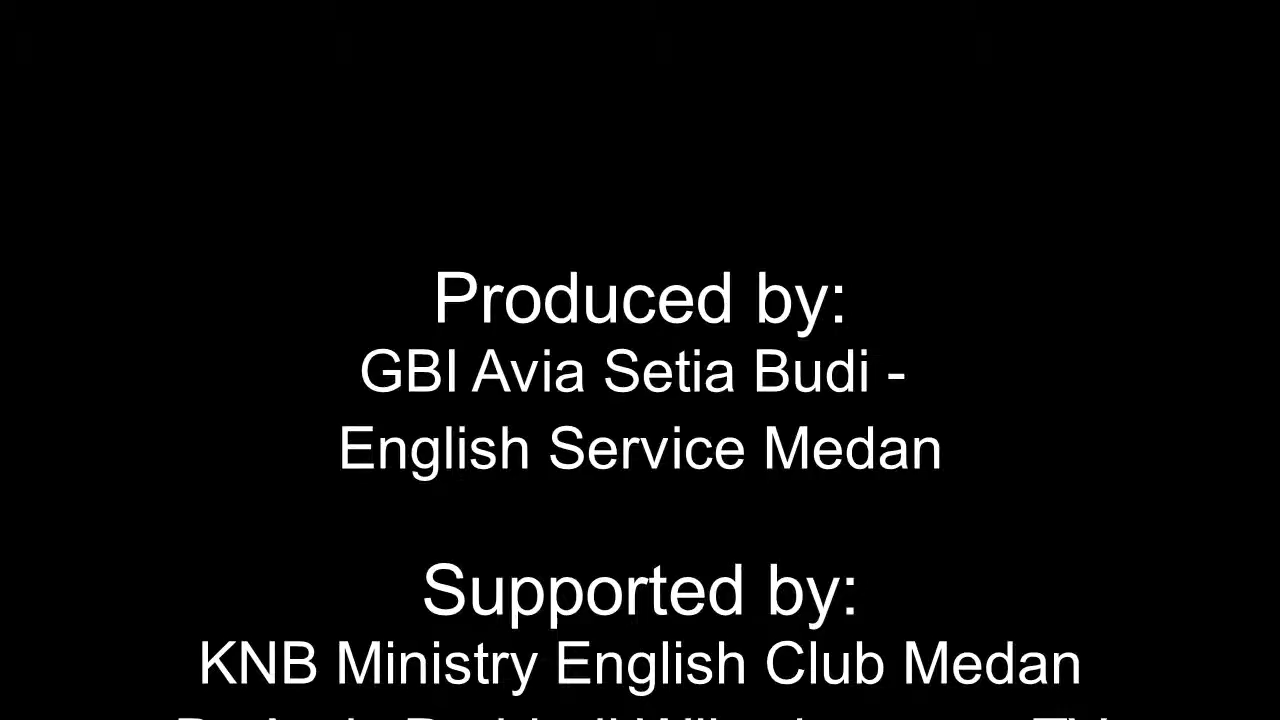 Produced by:
GBI Avia Setia Budi -
English Service Medan
Supported by:
KNB Ministry English Club Medan